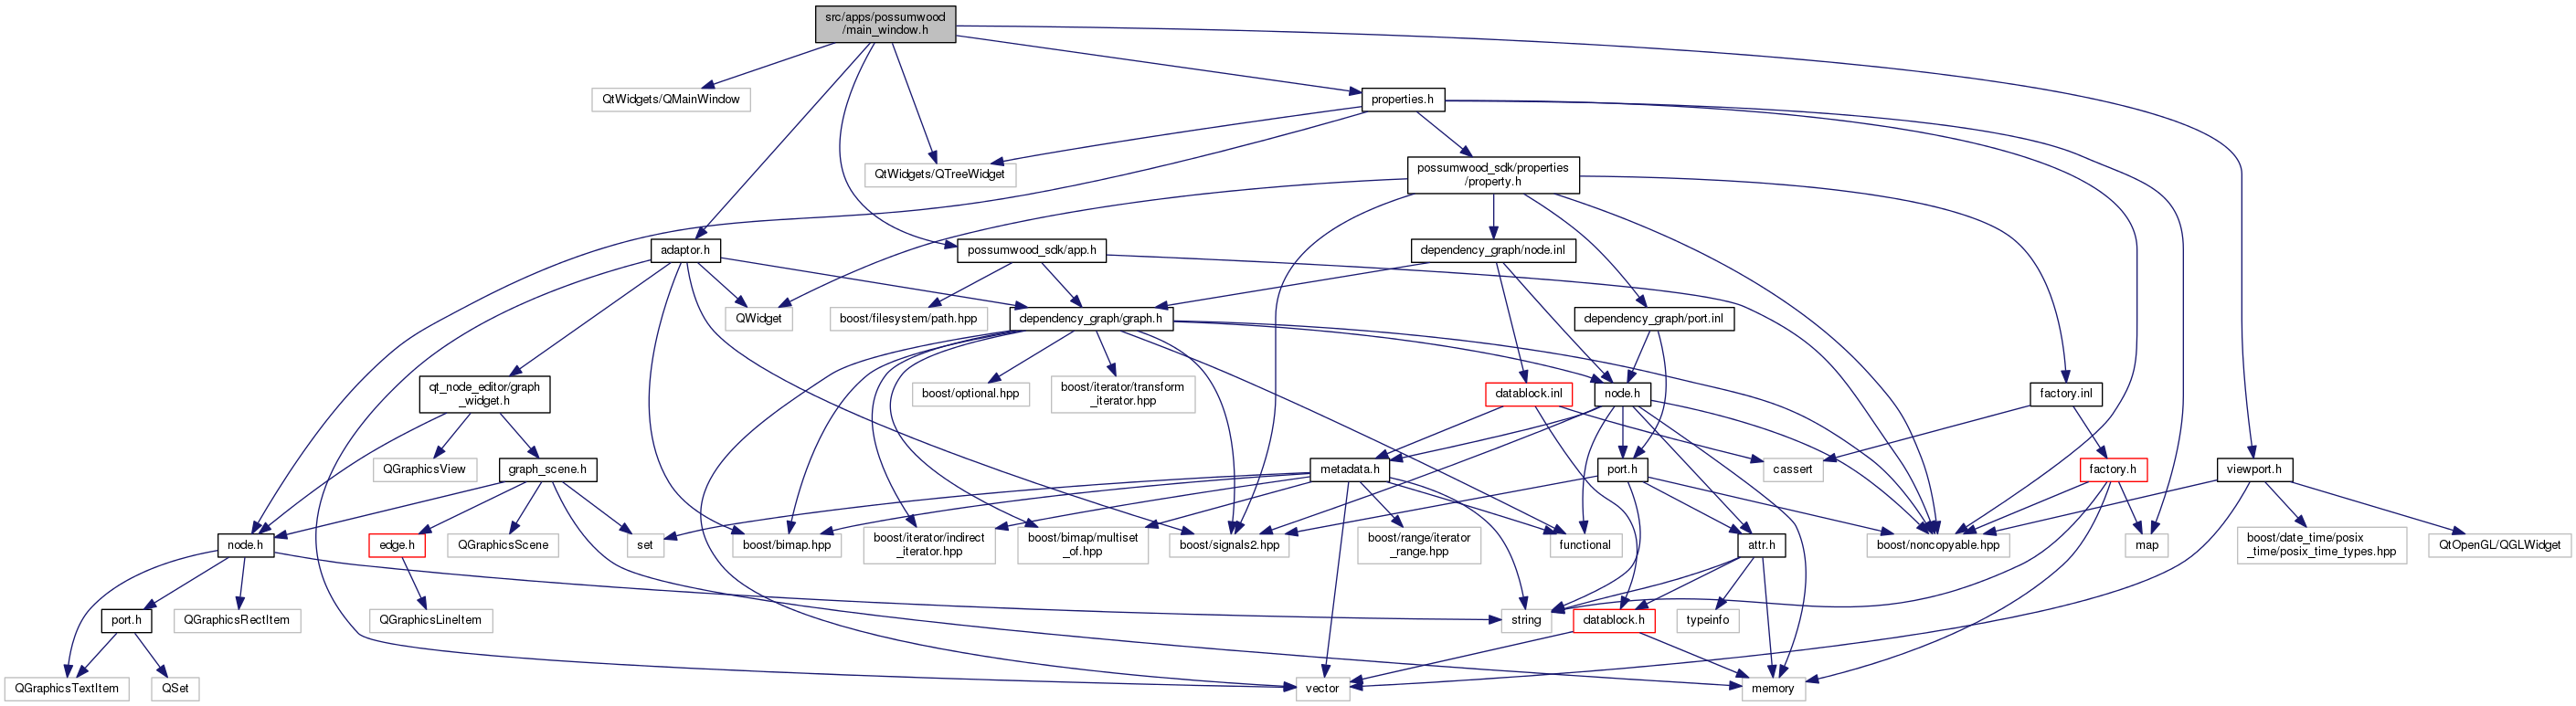 src/apps/possumwood
/main_window.h
QtWidgets/QMainWindow
properties.h
QtWidgets/QTreeWidget
possumwood_sdk/properties
/property.h
adaptor.h
possumwood_sdk/app.h
dependency_graph/node.inl
QWidget
boost/filesystem/path.hpp
dependency_graph/graph.h
dependency_graph/port.inl
qt_node_editor/graph
_widget.h
boost/optional.hpp
boost/iterator/transform
_iterator.hpp
datablock.inl
node.h
factory.inl
QGraphicsView
graph_scene.h
metadata.h
port.h
cassert
factory.h
viewport.h
node.h
edge.h
QGraphicsScene
set
boost/bimap.hpp
boost/iterator/indirect
_iterator.hpp
boost/bimap/multiset
_of.hpp
boost/signals2.hpp
boost/range/iterator
_range.hpp
functional
attr.h
boost/noncopyable.hpp
map
boost/date_time/posix
_time/posix_time_types.hpp
QtOpenGL/QGLWidget
port.h
QGraphicsRectItem
QGraphicsLineItem
string
datablock.h
typeinfo
QGraphicsTextItem
QSet
vector
memory